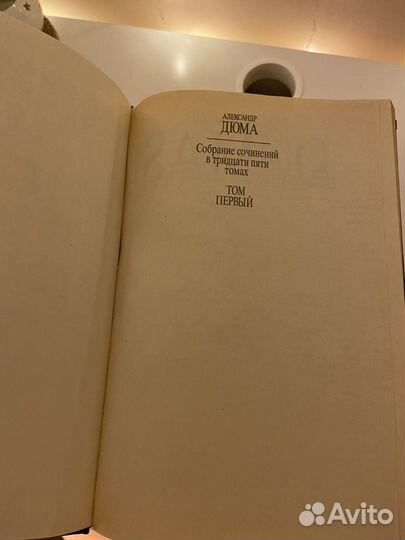 АЛЕКСАНДР
ДЮМА
Собрание сочинений
в тридцати пяти
томах
ТОМ
ПЕРВЫЙ
Avito